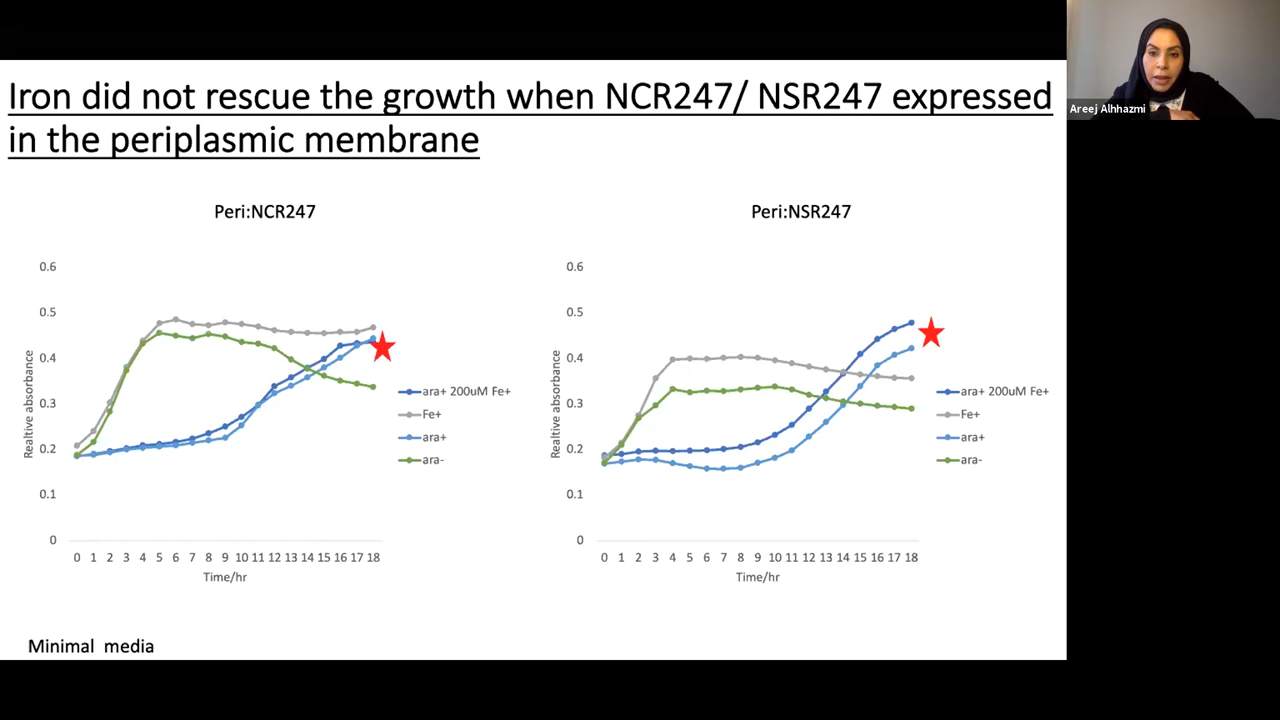 Iron did not rescue the growth when NCR247/ NSR247 expressed
in the periplasmic membrane
Areej Alhhazmi
Peri:NCR247
0.6
0.5
0.4
0.3
0.2
0.1
0
Realtive absorbance
0 1 2 3 4 5 6 7 8 9 10 11 12 13 14 15 16 17 18
Time/hr
ara+ 200uM Fe+
Fe+
ara+
ara-
Peri:NSR247
0.6
0.5
0.4
0.3
0.2
0.1
0
Realtive absorbance
0 1 2 3 4 5 6 7 8 9 10 11 12 13 14 15 16 17 18
Time/hr
ara+ 200uM Fe+
Fe+
ara+
ara-
Minimal media